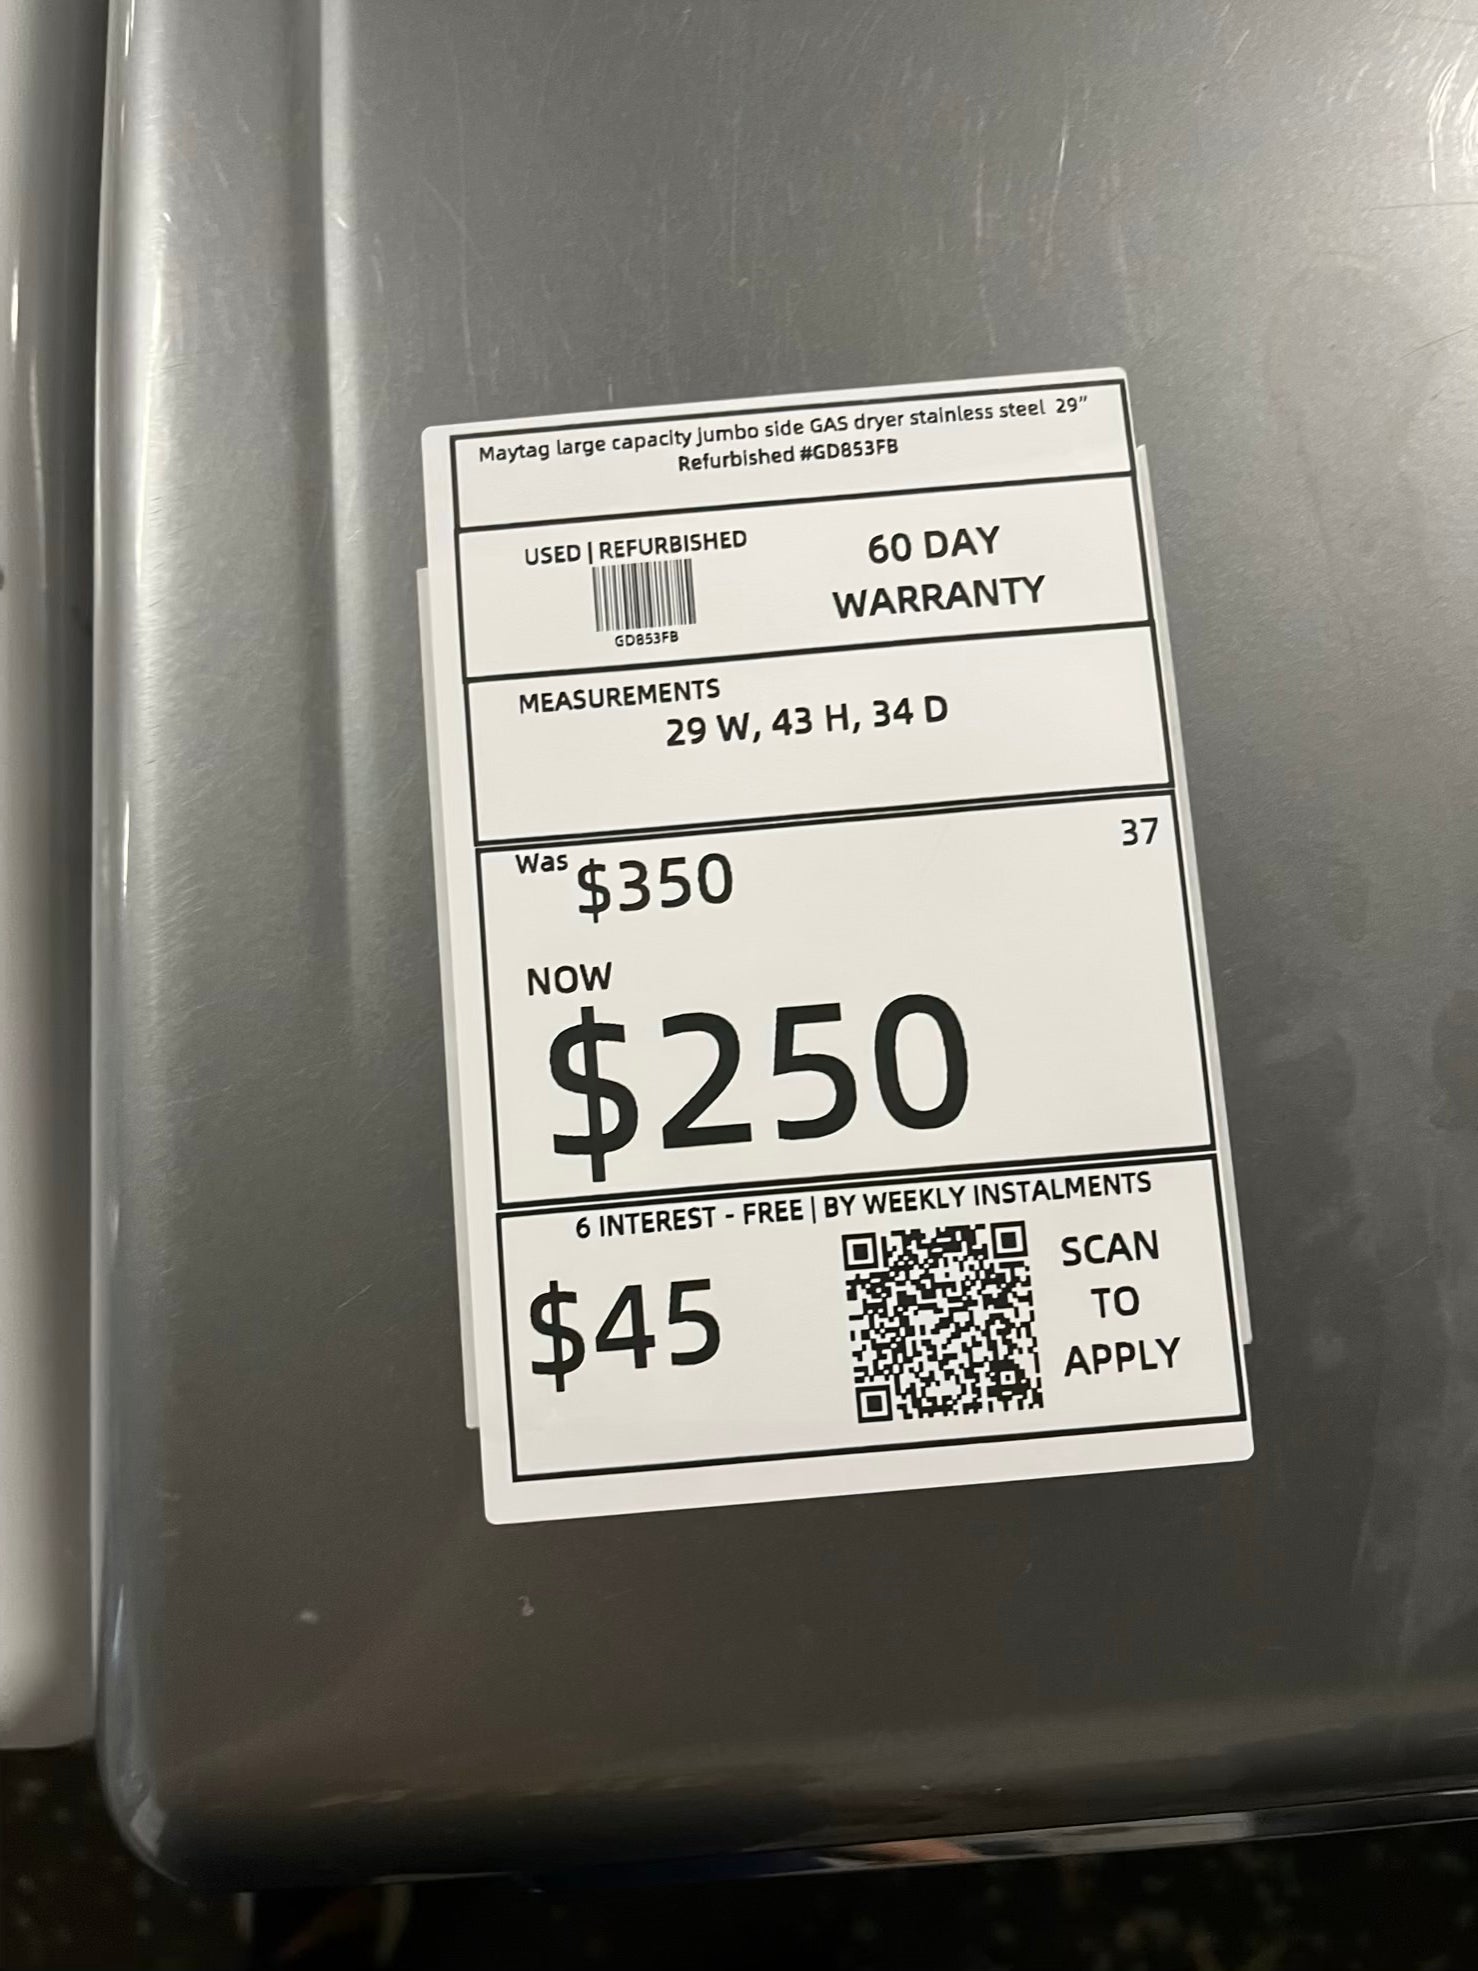 Maytag large capacity jumbo side GAS dryer stainless steel 29”
Refurbished #GD853FB
USED | REFURBISHED
GD853FB
60 DAY
WARRANTY
MEASUREMENTS
29 W, 43 H, 34 D
37
Was $350
NOW
$250
6 INTEREST - FREE | BY WEEKLY INSTALMENTS
$45
SCAN
TO
APPLY